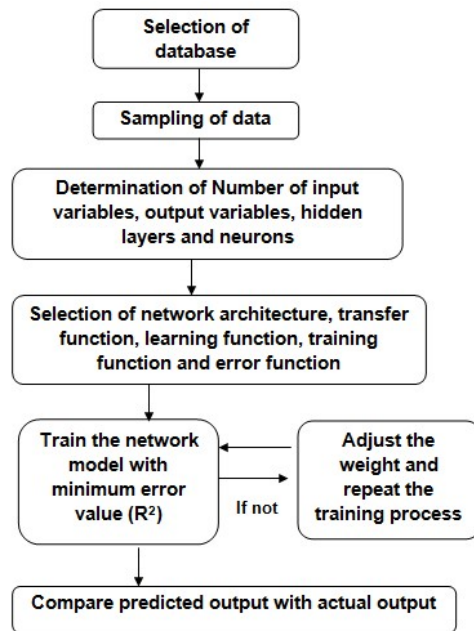 Selection of
database
Sampling of data
Determination of Number of input
variables, output variables, hidden
layers and neurons
Selection of network architecture, transfer
function, learning function, training
function and error function
Train the network
model with
minimum error
value (R²)
If not
Adjust the
weight and
repeat the
training process
Compare predicted output with actual output